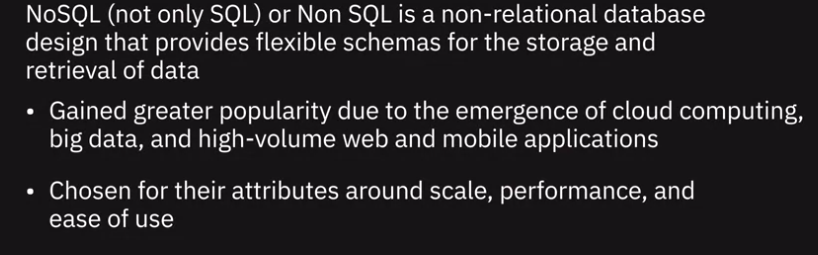 NoSQL (not only SQL) or Non SQL is a non-relational database
design that provides flexible schemas for the storage and
retrieval of data
• Gained greater popularity due to the emergence of cloud computing,
big data, and high-volume web and mobile applications
• Chosen for their attributes around scale, performance, and
ease of use